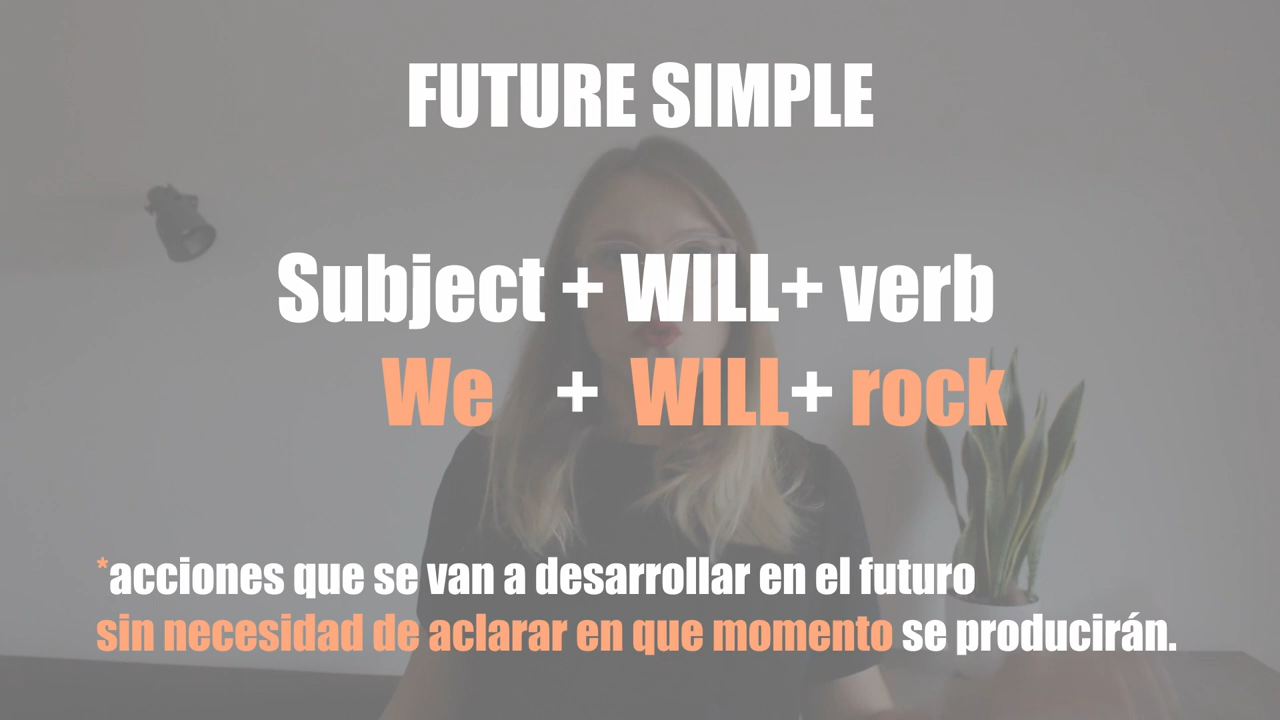 FUTURE SIMPLE
Subject + WILL+ verb
We + WILL+ rock
*acciones que se van a desarrollar en el futuro
sin necesidad de aclarar en que momento se producirán.